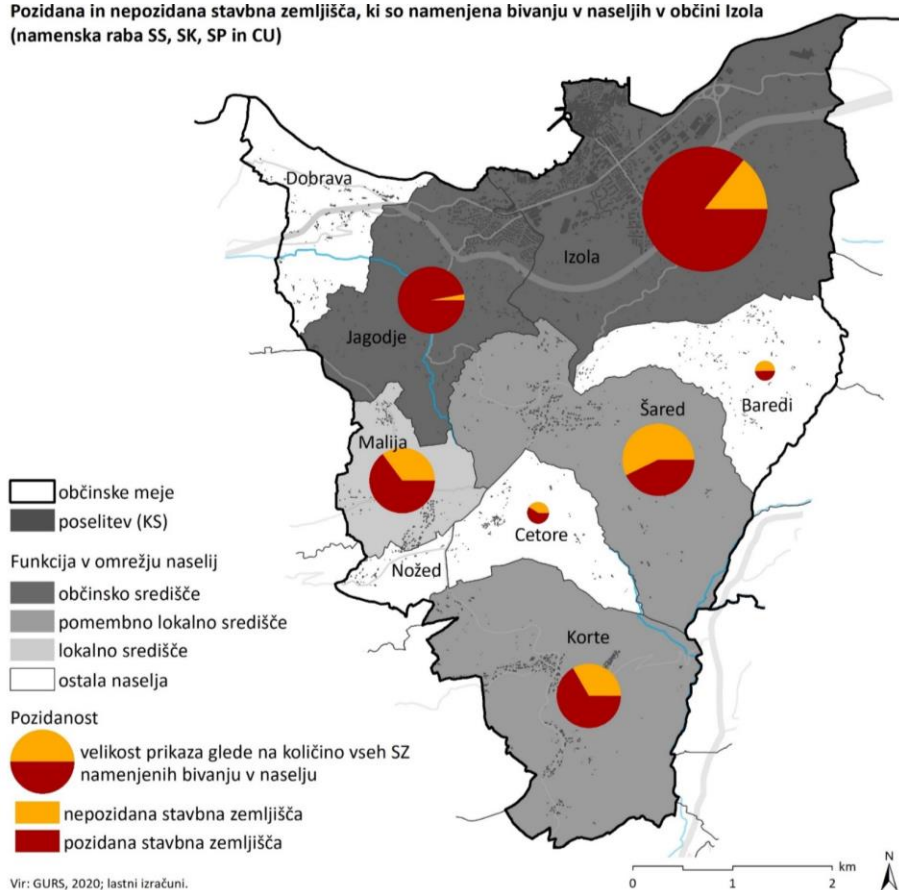 Pozidana in nepozidana stavbna zemljišča, ki so namenjena bivanju v naseljih v občini Izola
(namenska raba SS, SK, SP in CU)
Dobrava
Izola
Jagodje
Baredi
Šared
Malija
Cetore
Nožed
Korte
občinske meje
poselitev (KS)
Funkcija v omrežju naselij
občinsko središče
pomembno lokalno središče
lokalno središče
ostala naselja
Pozidanost
velikost prikaza glede na količino vseh SZ
namenjenih bivanju v naselju
nepozidana stavbna zemljišča
pozidana stavbna zemljišča
Vir: GURS, 2020; lastni izračuni.
km
0 1 2
N